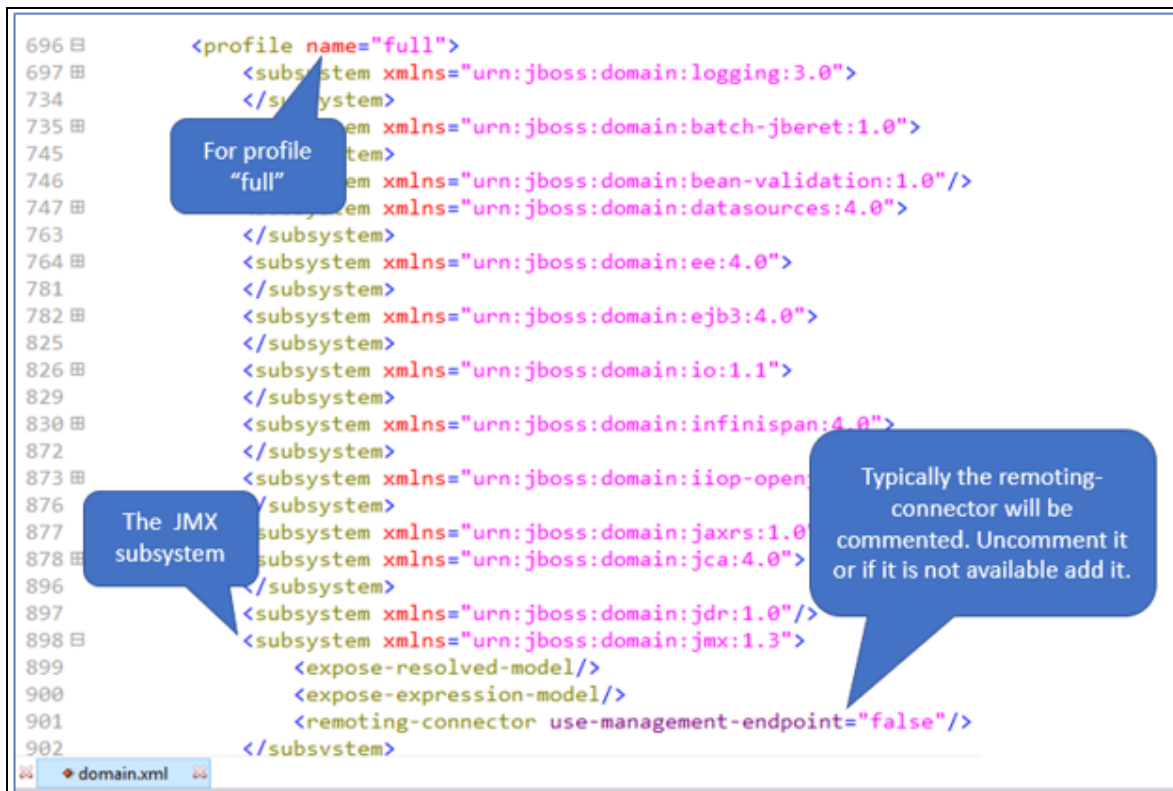 696 <profile name="full">
697 <subsystem xmlns="urn:jboss:domain:logging:3.0">
734 </subsystem>
735 em xmlns="urn:jboss:domain:batch-jberet:1.0">
745 tem>
746 em xmlns="urn:jboss:domain:bean-validation:1.0"/>
747 xmlns="urn:jboss:domain:datasources:4.0">
763 </subsystem>
764 <subsystem xmlns="urn:jboss:domain:ee:4.0">
781 </subsystem>
782 <subsystem xmlns="urn:jboss:domain:ejb3:4.0">
825 </subsystem>
826 <subsystem xmlns="urn:jboss:domain:io:1.1">
829 </subsystem>
830 <subsystem xmlns="urn:jboss:domain:infinispan:4.0">
872 </subsystem>
873 <subsystem xmlns="urn:jboss:domain:iiop-open
876 /subsystem>
877 subsystem xmlns="urn:jboss:domain:jaxrs:1.0"
878 subsystem xmlns="urn:jboss:domain:jca:4.0">
896 </subsystem>
897 <subsystem xmlns="urn:jboss:domain:jdr:1.0"/>
898 <subsystem xmlns="urn:jboss:domain:jmx:1.3">
899 <expose-resolved-model/>
900 <expose-expression-model/>
901 <remoting-connector use-management-endpoint="false"/>
902 </subsystem>
For profile
“full”
The JMX
subsystem
Typically the remoting-
connector will be
commented. Uncomment it
or if it is not available add it.
domain.xml